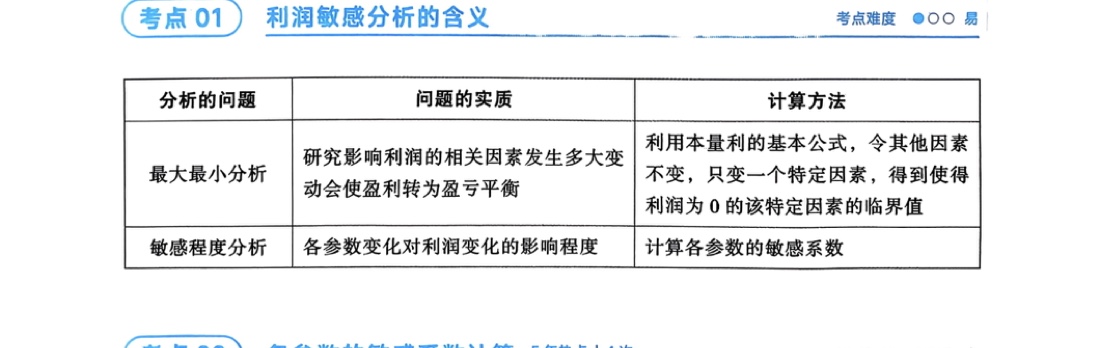 考点 01 利润敏感分析的含义 考点难度 易
分析的问题 问题的实质 计算方法
最大最小分析
研究影响利润的相关因素发生多大变
动会使盈利转为盈亏平衡
利用本量利的基本公式，令其他因素
不变，只变一个特定因素，得到使得
利润为 0 的该特定因素的临界值
敏感程度分析 各参数变化对利润变化的影响程度 计算各参数的敏感系数